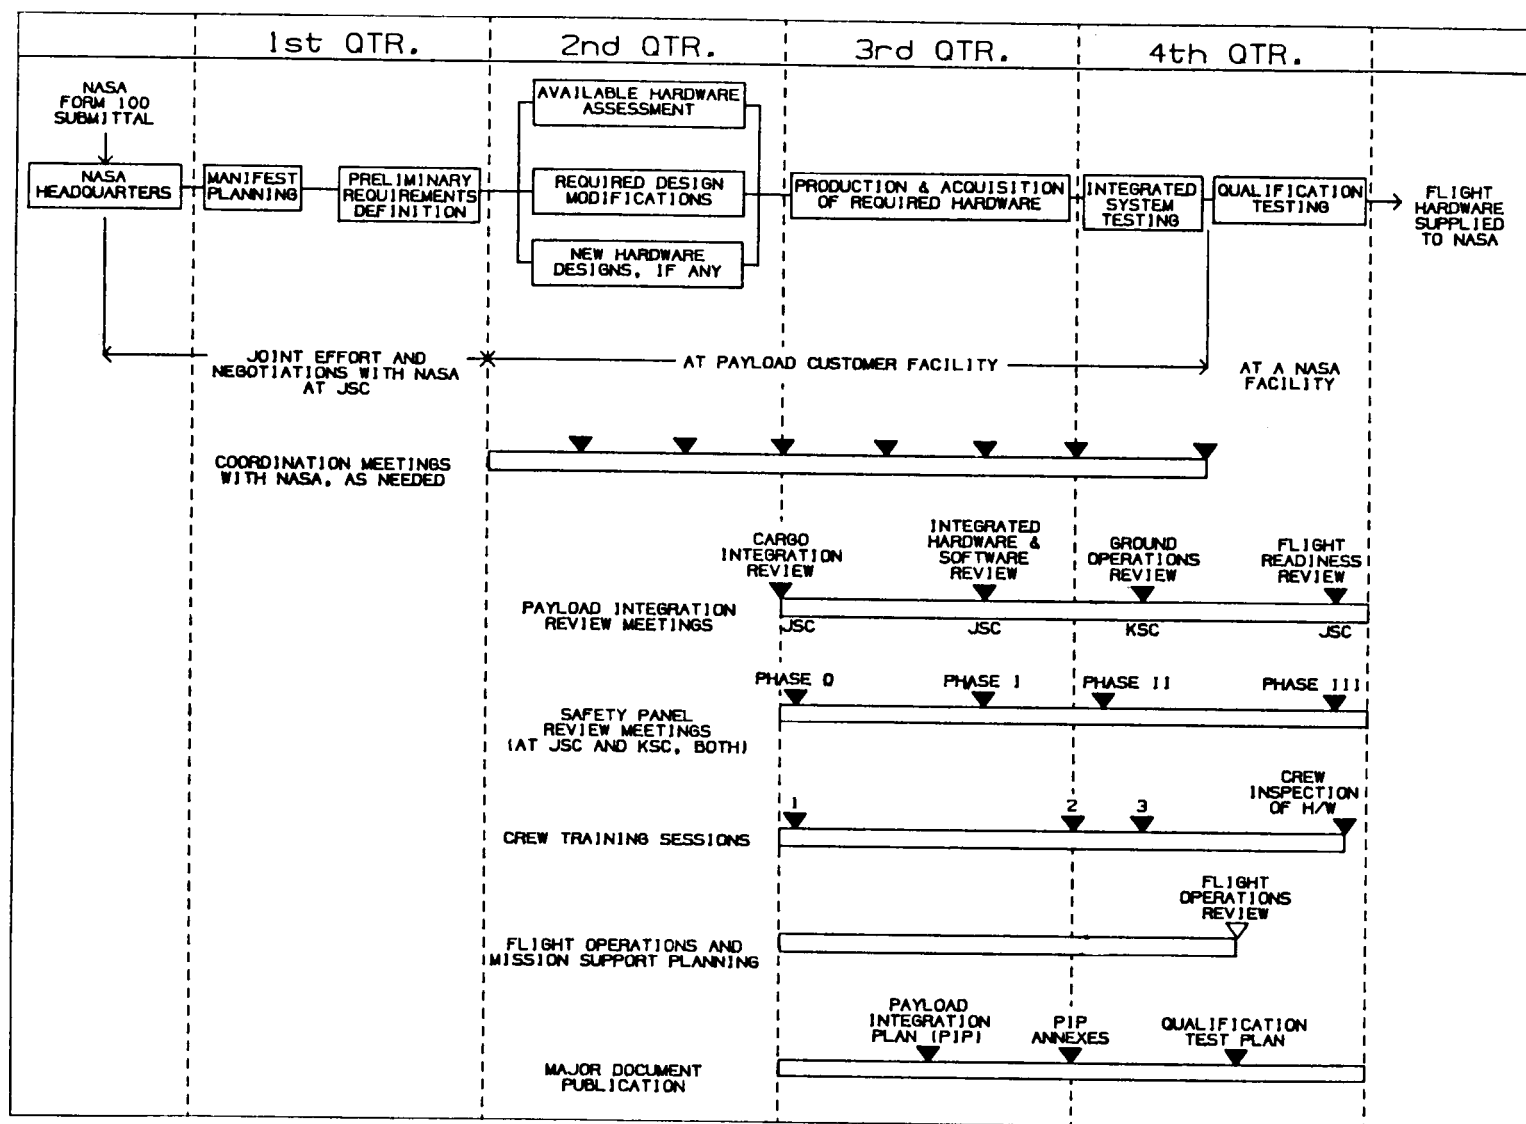 1st QTR.
2nd QTR.
3rd QTR.
4th QTR.
NASA
FORM 100
SUBMITTAL
NASA
HEADQUARTERS
MANIFEST
PLANNING
PRELIMINARY
REQUIREMENTS
DEFINITION
AVAILABLE HARDWARE
ASSESSMENT
REQUIRED DESIGN
MODIFICATIONS
NEW HARDWARE
DESIGNS, IF ANY
PRODUCTION & ACQUISITION
OF REQUIRED HARDWARE
INTEGRATED
SYSTEM
TESTING
QUALIFICATION
TESTING
FLIGHT
HARDWARE
SUPPLIED
TO NASA
JOINT EFFORT AND
NEGOTIATIONS WITH NASA
AT JSC
AT PAYLOAD CUSTOMER FACILITY
AT A NASA
FACILITY
COORDINATION MEETINGS
WITH NASA, AS NEEDED
CARGO
INTEGRATION
REVIEW
INTEGRATED
HARDWARE &
SOFTWARE
REVIEW
GROUND
OPERATIONS
REVIEW
FLIGHT
READINESS
REVIEW
PAYLOAD INTEGRATION
REVIEW MEETINGS
JSC
JSC
KSC
JSC
PHASE 0
PHASE I
PHASE II
PHASE III
SAFETY PANEL
REVIEW MEETINGS
(AT JSC AND KSC, BOTH)
1
2
3
CREW
INSPECTION
OF H/W
CREW TRAINING SESSIONS
FLIGHT
OPERATIONS
REVIEW
FLIGHT OPERATIONS AND
MISSION SUPPORT PLANNING
PAYLOAD
INTEGRATION
PLAN (PIP)
PIP
ANNEXES
QUALIFICATION
TEST PLAN
MAJOR DOCUMENT
PUBLICATION